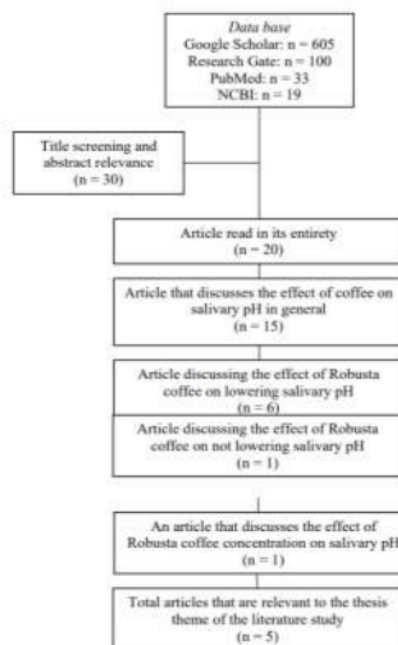 Data base
Google Scholar: n = 605
Research Gate: n = 100
PubMed: n = 33
NCBI: n = 19
Title screening and
abstract relevance
(n = 30)
Article read in its entirety
(n = 20)
Article that discusses the effect of coffee on
salivary pH in general
(n = 15)
Article discussing the effect of Robusta
coffee on lowering salivary pH
(n = 6)
Article discussing the effect of Robusta
coffee on not lowering salivary pH
(n = 1)
An article that discusses the effect of
Robusta coffee concentration on salivary pH
(n = 1)
Total articles that are relevant to the thesis
theme of the literature study
(n = 5)